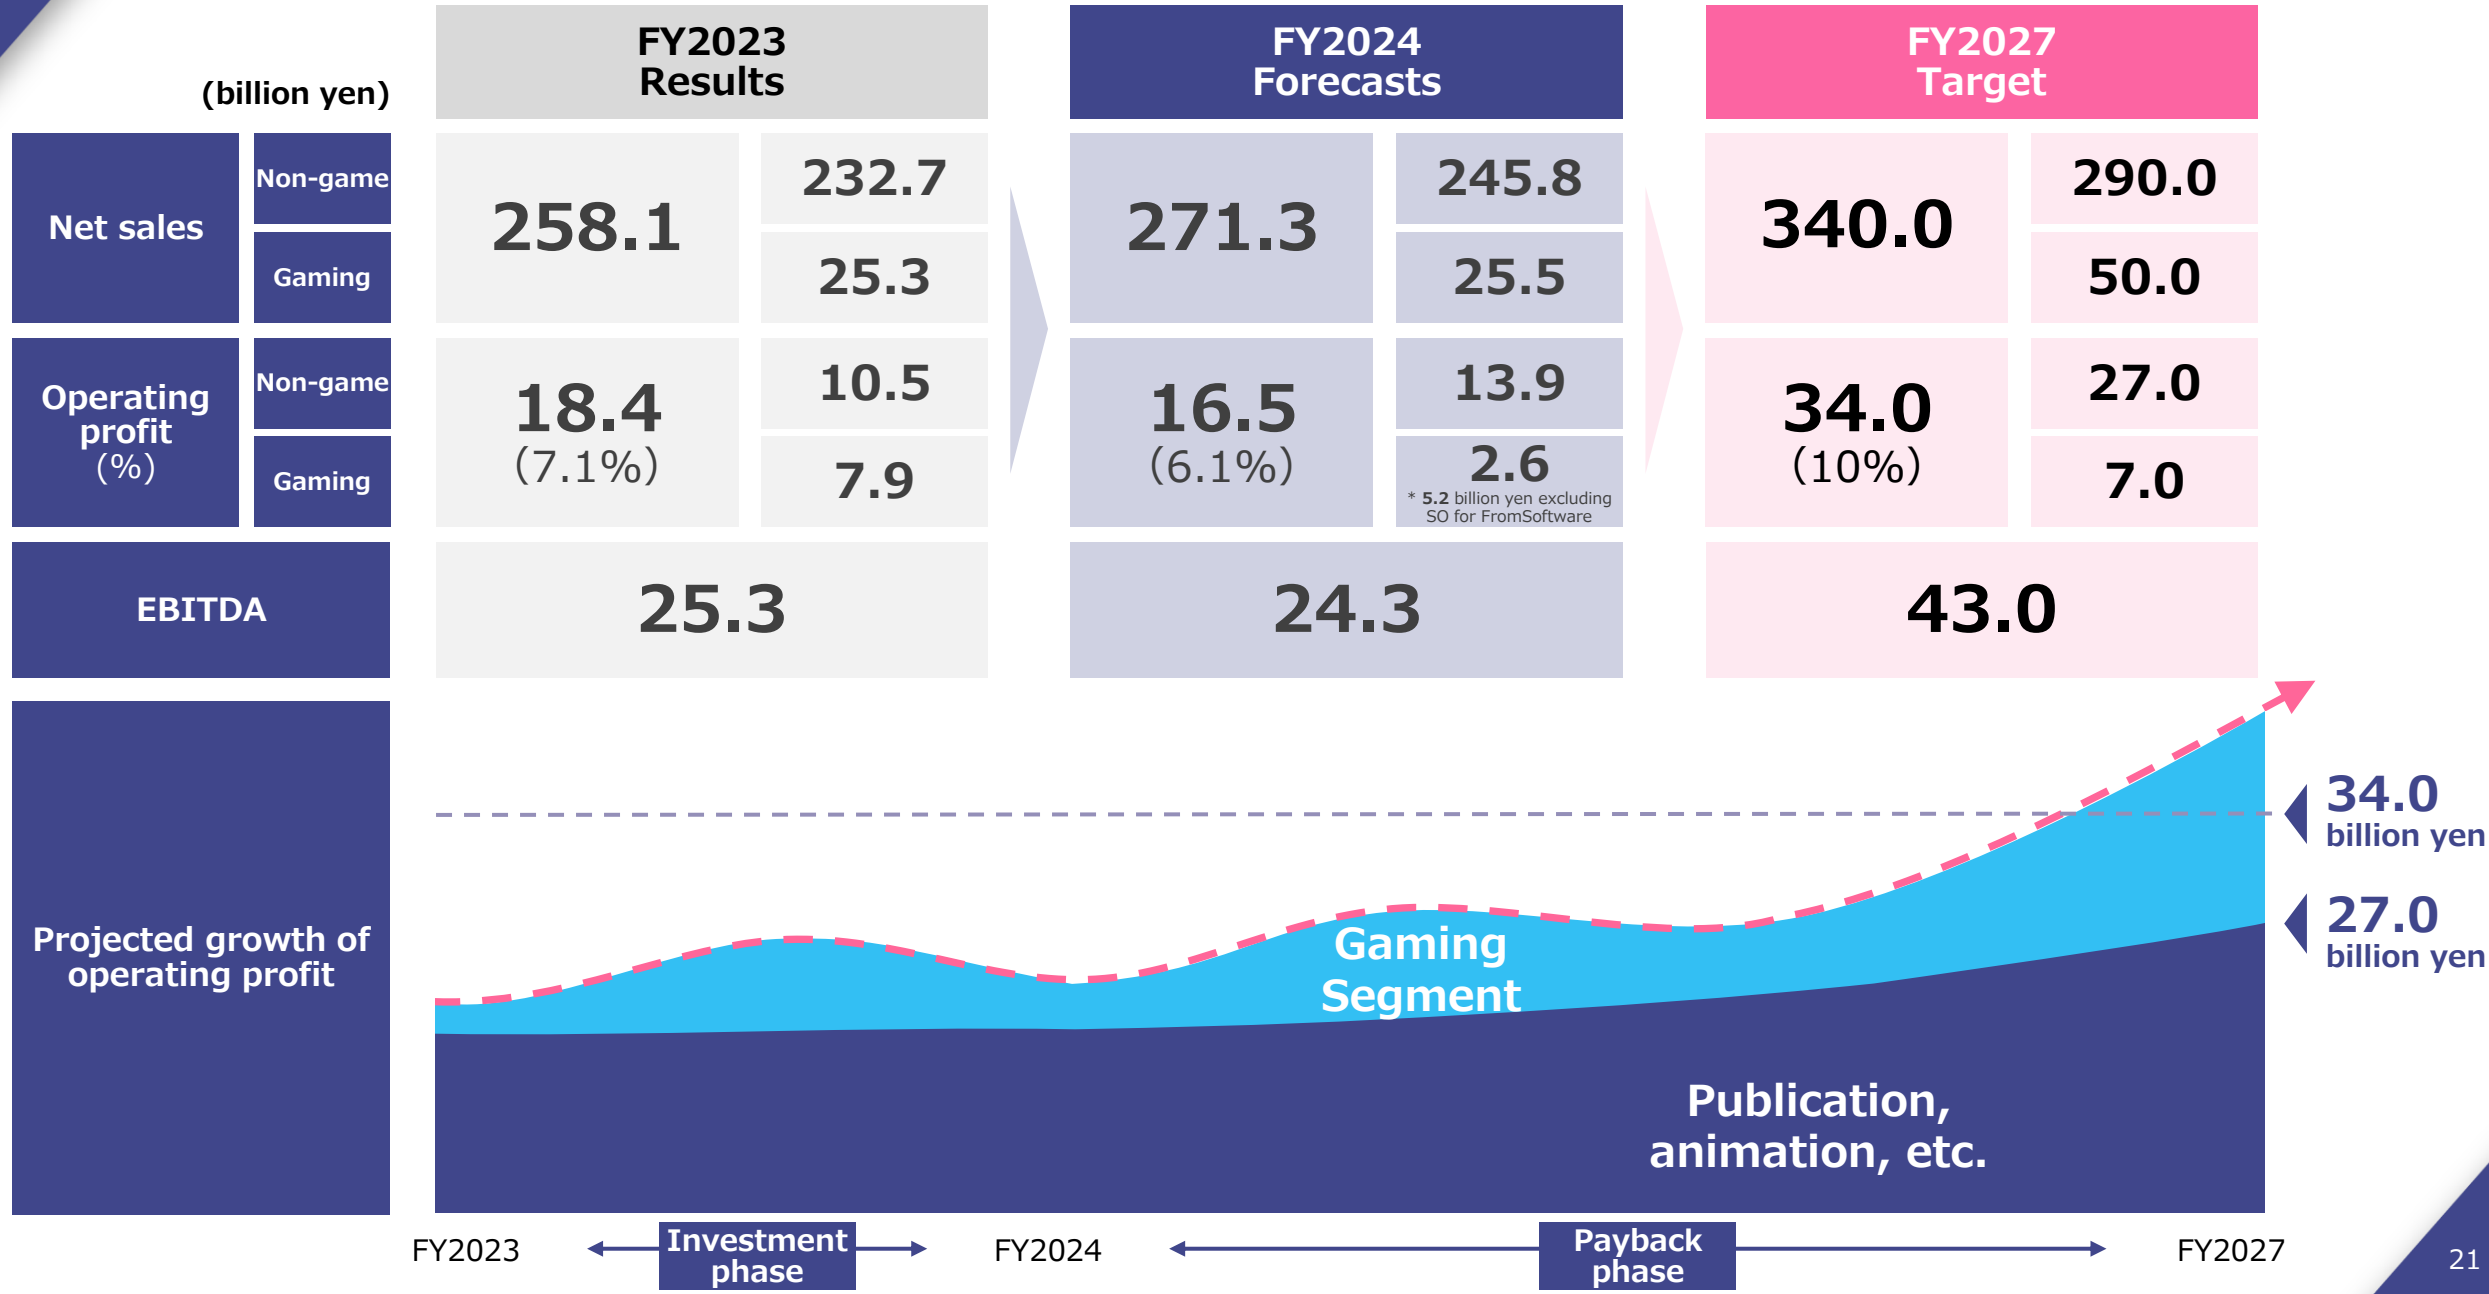 (billion yen)
FY2023
Results
FY2024
Forecasts
FY2027
Target
Net sales
Non-game
Gaming
258.1
232.7
25.3
271.3
245.8
25.5
340.0
290.0
50.0
Operating
profit
(%)
Non-game
Gaming
18.4
(7.1%)
10.5
7.9
16.5
(6.1%)
13.9
2.6
* 5.2 billion yen excluding
SO for FromSoftware
34.0
(10%)
27.0
7.0
EBITDA
25.3
24.3
43.0
Projected growth of
operating profit
34.0
billion yen
27.0
billion yen
Gaming
Segment
Publication,
animation, etc.
FY2023
Investment
phase
FY2024
Payback
phase
FY2027
21